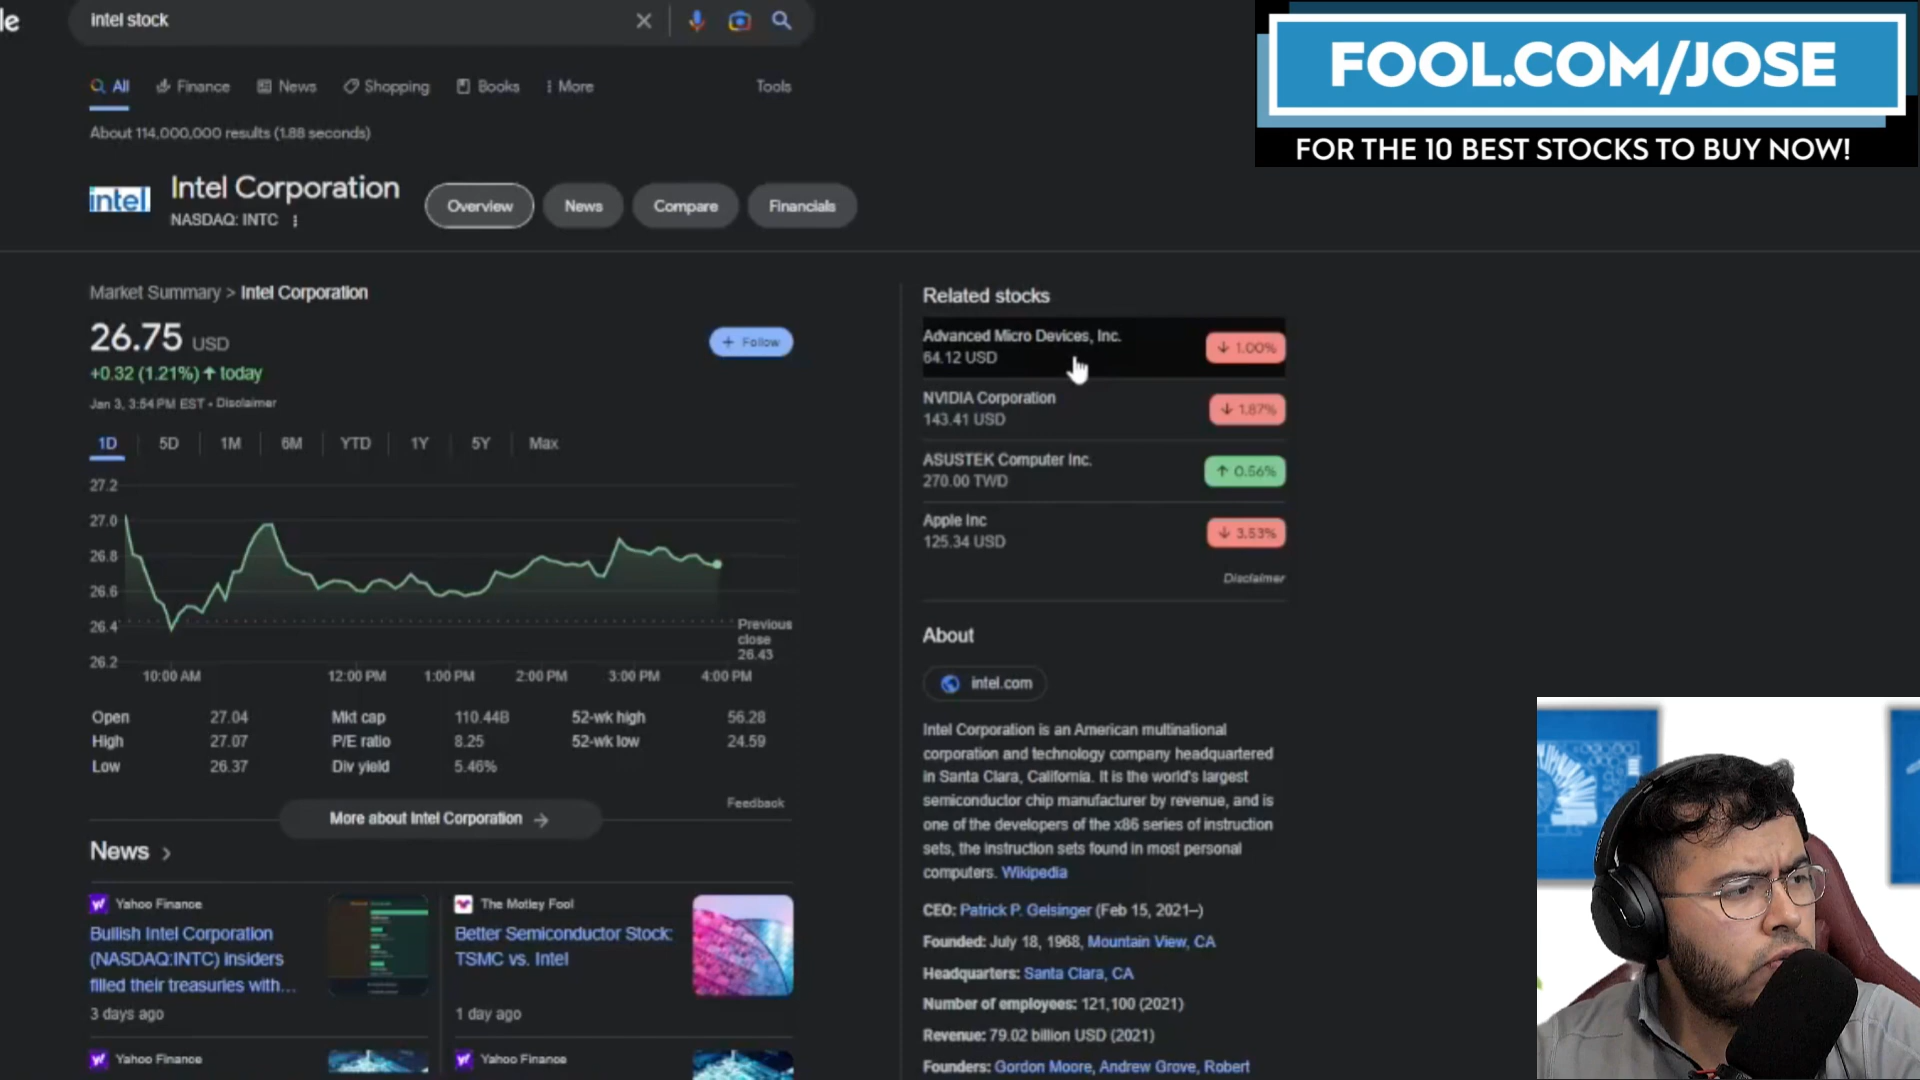 le
intel stock
All
Finance
News
Shopping
Books
More
Tools
About 114,000,000 results (1.88 seconds)
FOOL.COM/JOSE
FOR THE 10 BEST STOCKS TO BUY NOW!
intel
Intel Corporation
NASDAQ: INTC
Overview
News
Compare
Financials
Market Summary > Intel Corporation
26.75 USD
+0.32 (1.21%) ↑ today
Jan 3, 3:54 PM EST • Disclaimer
+ Follow
1D
5D
1M
6M
YTD
1Y
5Y
Max
27.2
27.0
26.8
26.6
26.4
26.2
Previous
close
26.43
10:00 AM
12:00 PM
1:00 PM
2:00 PM
3:00 PM
4:00 PM
Open 27.04 Mkt cap 110.44B 52-wk high 56.28
High 27.07 P/E ratio 8.25 52-wk low 24.59
Low 26.37 Div yield 5.46%
Feedback
More about Intel Corporation →
News >
Yahoo Finance
Bullish Intel Corporation
(NASDAQ:INTC) insiders
filled their treasuries with...
3 days ago
The Motley Fool
Better Semiconductor Stock:
TSMC vs. Intel
1 day ago
Yahoo Finance
Yahoo Finance
Related stocks
Advanced Micro Devices, Inc.
64.12 USD
↓ 1.00%
NVIDIA Corporation
143.41 USD
↓ 1.87%
ASUSTEK Computer Inc.
270.00 TWD
↑ 0.56%
Apple Inc
125.34 USD
↓ 3.53%
Disclaimer
About
intel.com
Intel Corporation is an American multinational
corporation and technology company headquartered
in Santa Clara, California. It is the world's largest
semiconductor chip manufacturer by revenue, and is
one of the developers of the x86 series of instruction
sets, the instruction sets found in most personal
computers. Wikipedia
CEO: Patrick P. Gelsinger (Feb 15, 2021–)
Founded: July 18, 1968, Mountain View, CA
Headquarters: Santa Clara, CA
Number of employees: 121,100 (2021)
Revenue: 79.02 billion USD (2021)
Founders: Gordon Moore, Andrew Grove, Robert